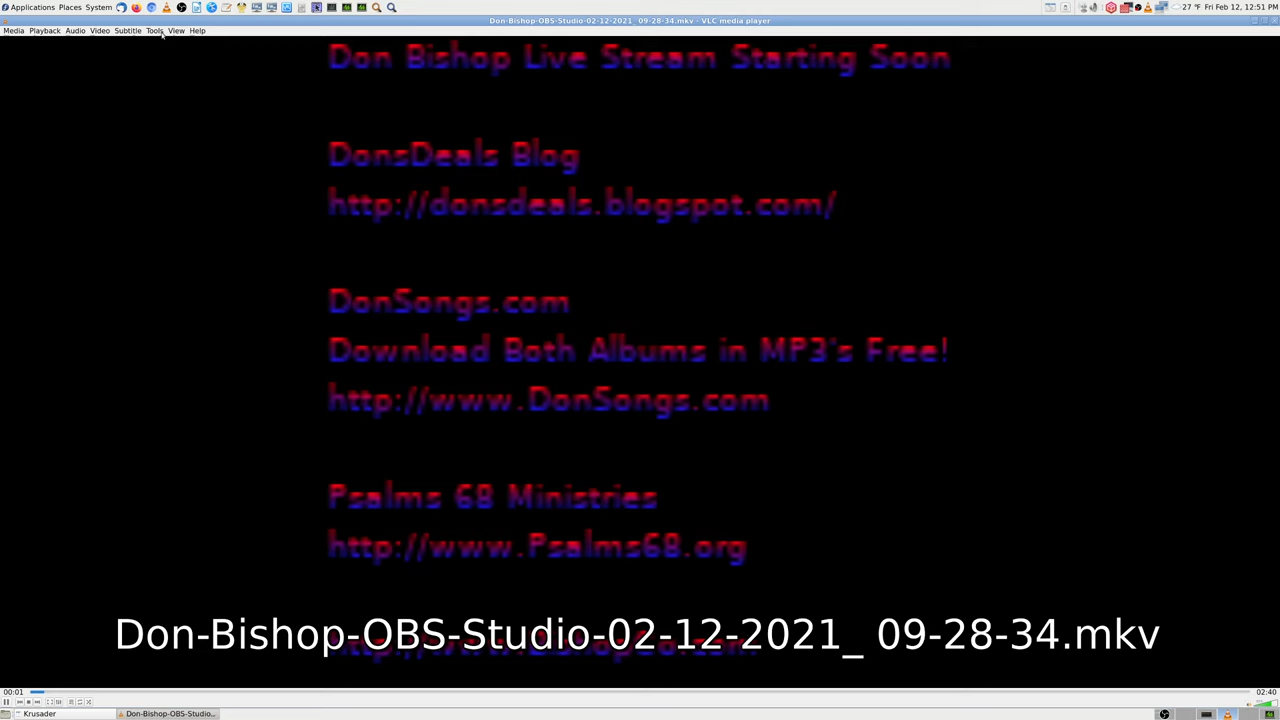 Applications Places System
27 °F Fri Feb 12, 12:51 PM
Don-Bishop-OBS-Studio-02-12-2021_ 09-28-34.mkv - VLC media player
Media Playback Audio Video Subtitle Tools View Help
Don Bishop Live Stream Starting Soon
DonsDeals Blog
http://donsdeals.blogspot.com/
DonSongs.com
Download Both Albums in MP3's Free!
http://www.DonSongs.com
Psalms 68 Ministries
http://www.Psalms68.org
Don-Bishop-OBS-Studio-02-12-2021_ 09-28-34.mkv
00:01 02:40
Krusader Don-Bishop-OBS-Studio...